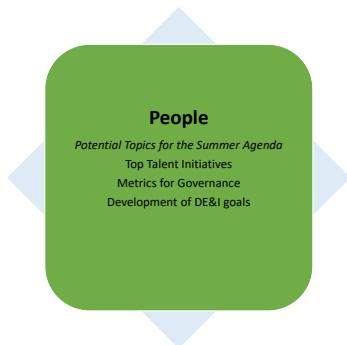 People
Potential Topics for the Summer Agenda
Top Talent Initiatives
Metrics for Governance
Development of DE&I goals